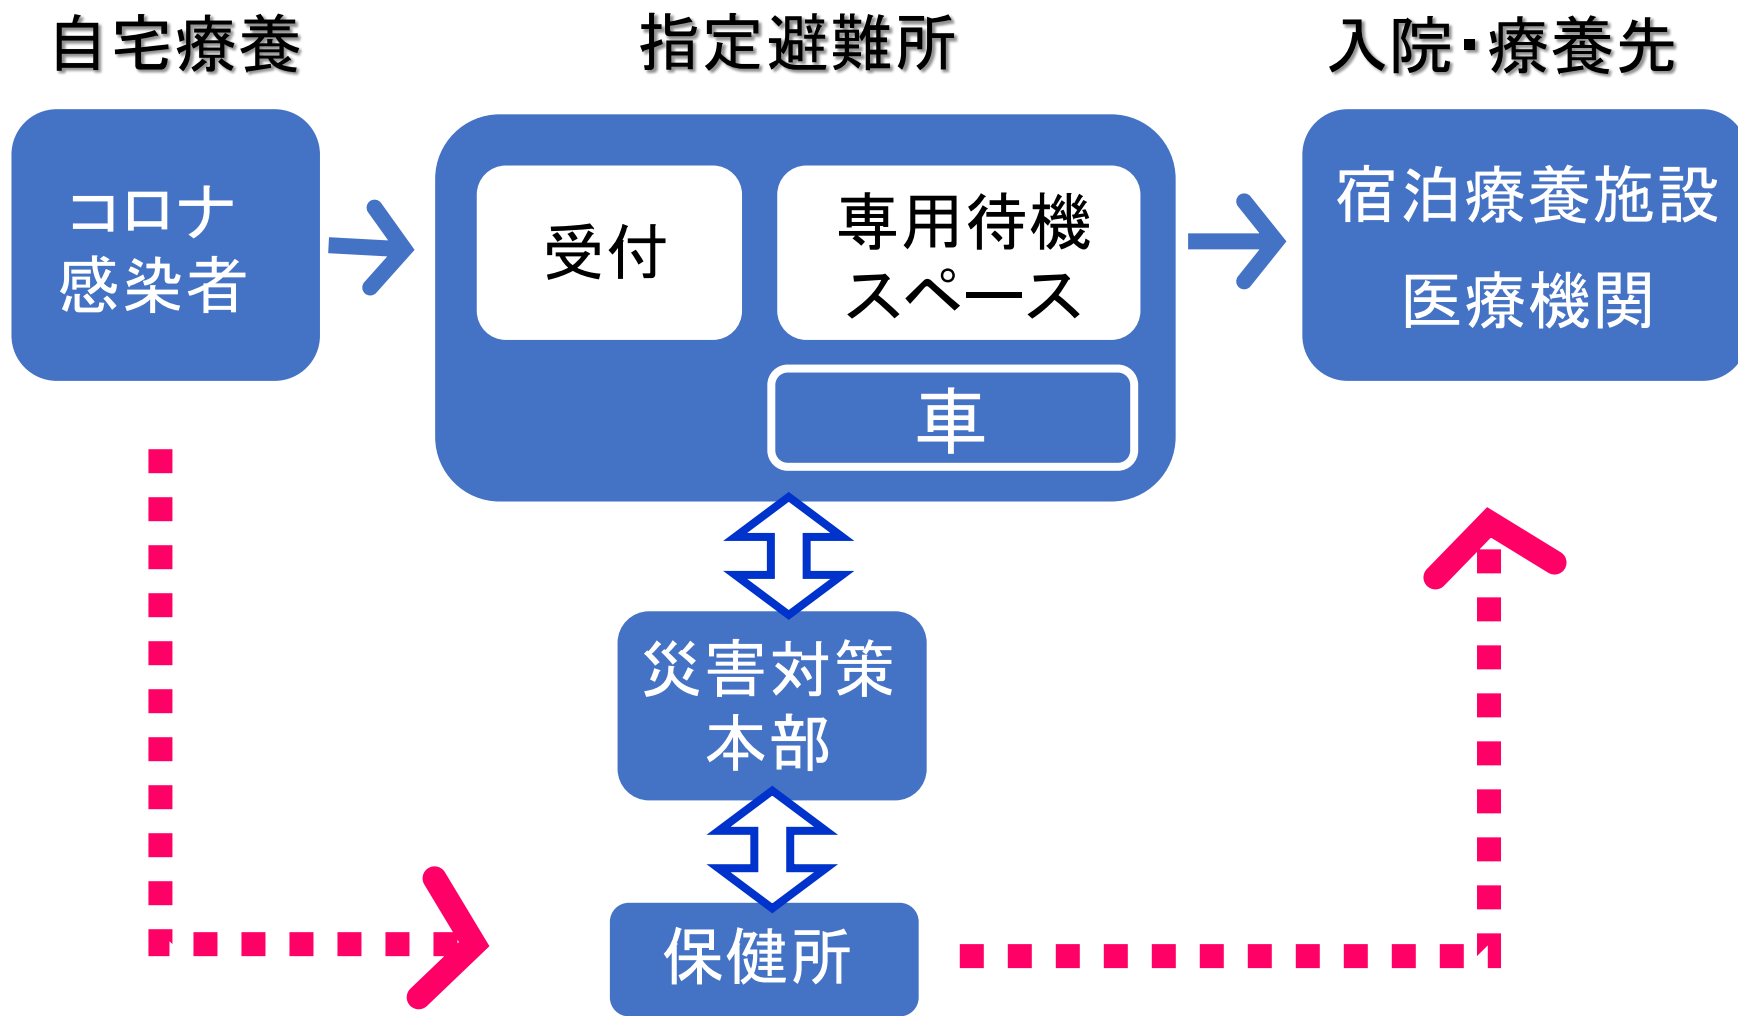 自宅療養
指定避難所
入院・療養先
コロナ
感染者
受付
専用待機
スペース
車
宿泊療養施設
医療機関
災害対策
本部
保健所